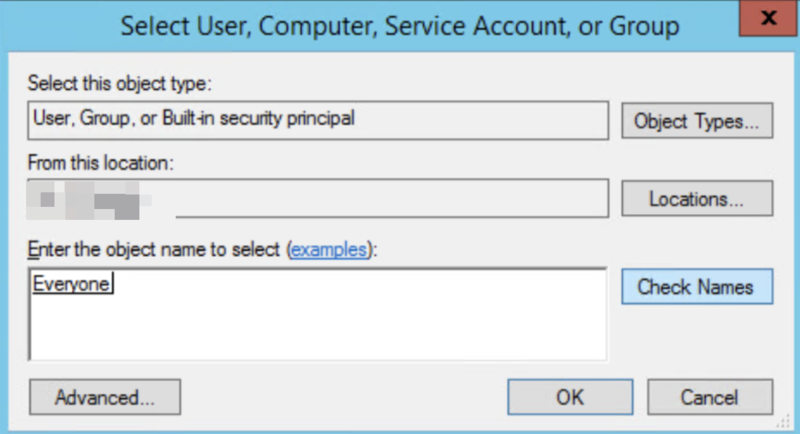 Select User, Computer, Service Account, or Group
x
Select this object type:
User, Group, or Built-in security principal
Object Types...
From this location:
Locations...
Enter the object name to select (examples):
Everyone
Check Names
Advanced...
OK
Cancel